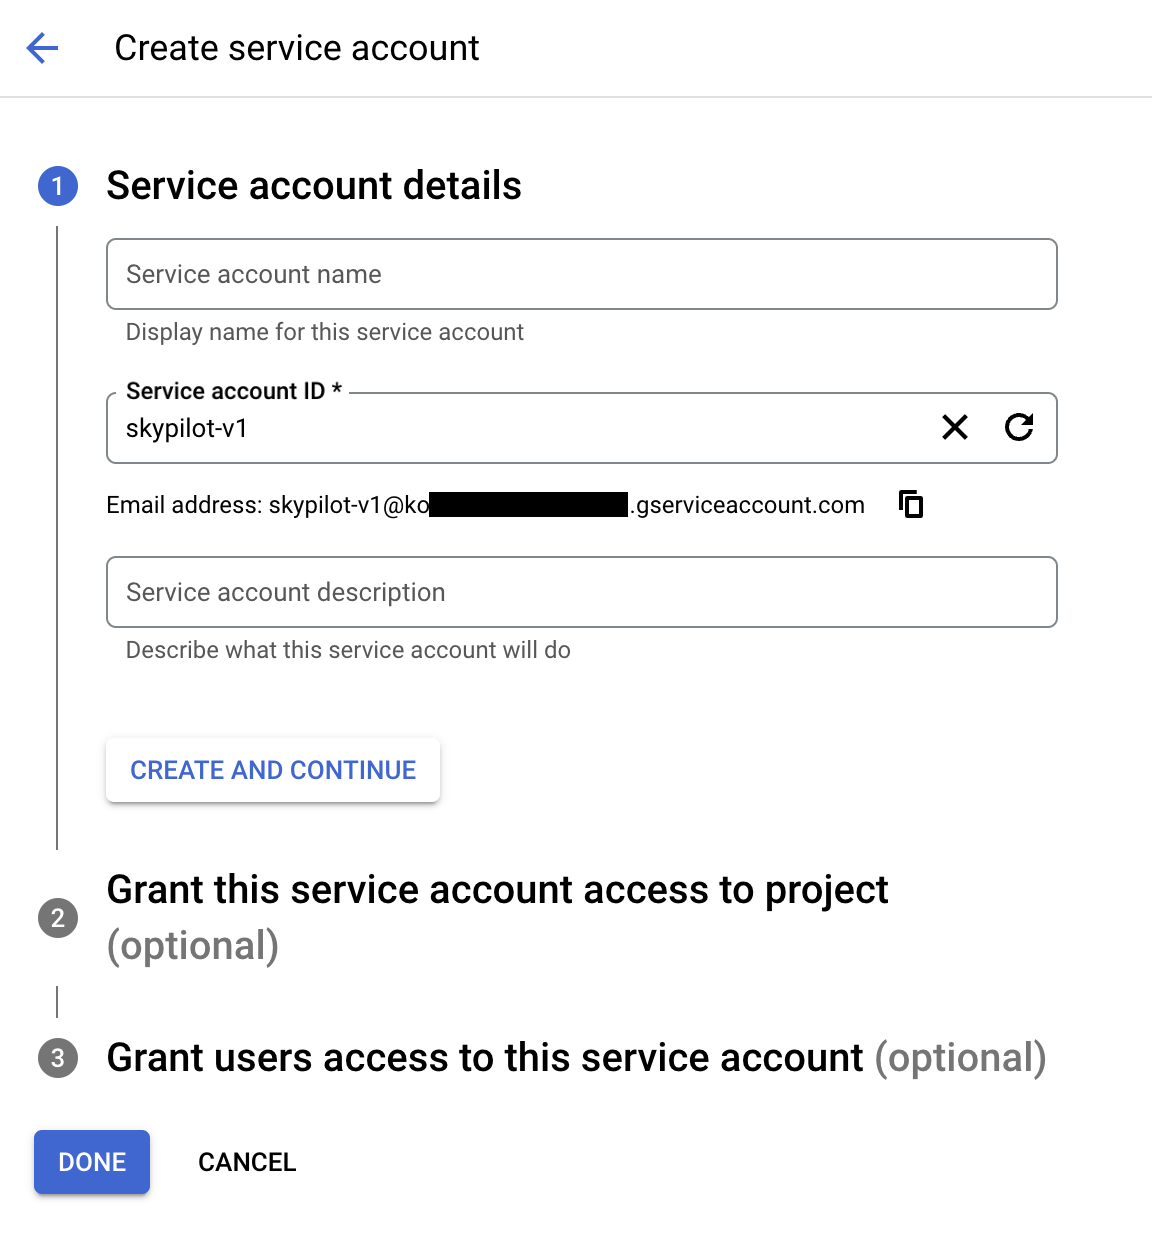 Create service account
1 Service account details
Service account name
Display name for this service account
Service account ID *
skypilot-v1
Email address: skypilot-v1@ko .gserviceaccount.com
Service account description
Describe what this service account will do
CREATE AND CONTINUE
2 Grant this service account access to project
(optional)
3 Grant users access to this service account (optional)
DONE CANCEL